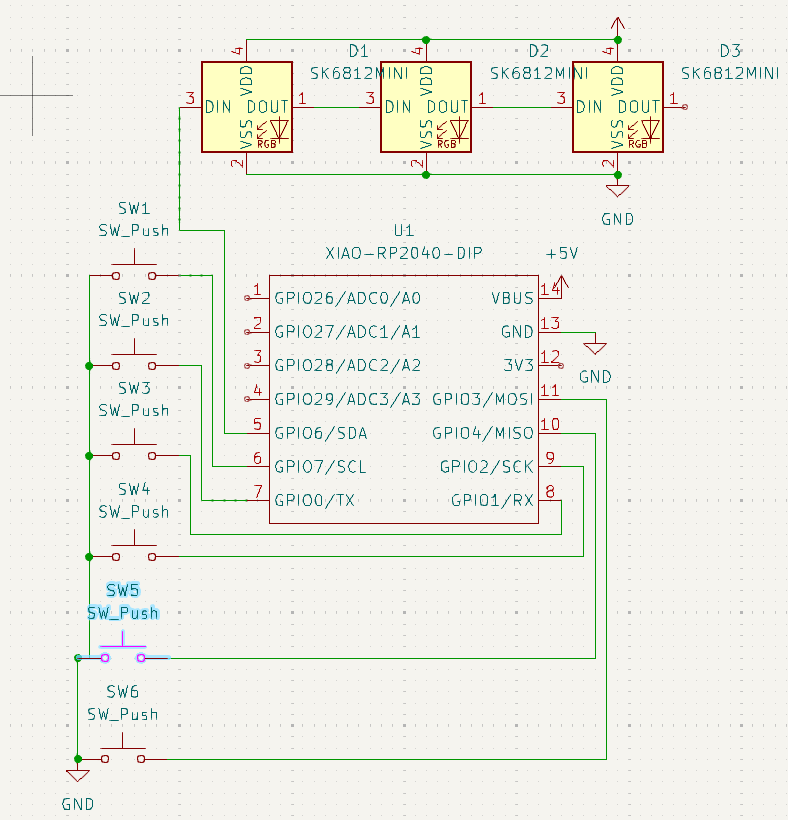 D1
D2
D3
SK6812MINI
SK6812MINI
SK6812MINI
4
4
4
VDD
VDD
VDD
3
DIN
DOUT
1
3
DIN
DOUT
1
3
DIN
DOUT
1
VSS
VSS
VSS
RGB
RGB
RGB
2
2
2
GND
SW1
SW_Push
SW2
SW_Push
SW3
SW_Push
SW4
SW_Push
SW5
SW_Push
SW6
SW_Push
GND
U1
XIAO-RP2040-DIP
+5V
1 GPIO26/ADC0/A0
VBUS 14
2 GPIO27/ADC1/A1
GND 13
3 GPIO28/ADC2/A2
3V3 12
4 GPIO29/ADC3/A3
GPIO3/MOSI 11
5 GPIO6/SDA
GPIO4/MISO 10
6 GPIO7/SCL
GPIO2/SCK 9
7 GPIO0/TX
GPIO1/RX 8
GND